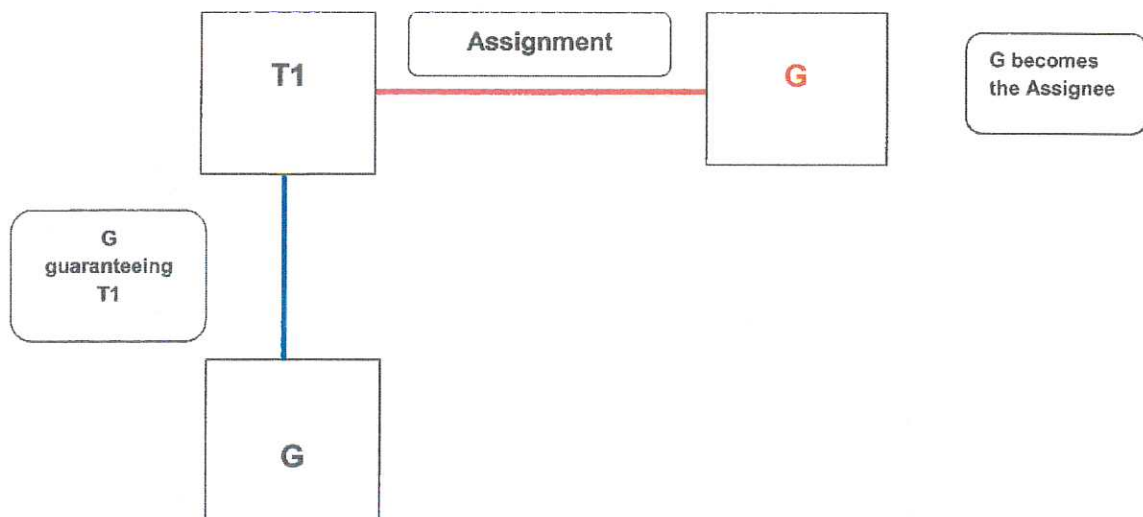 T1
Assignment
G
G becomes
the Assignee
G
guaranteeing
T1
G